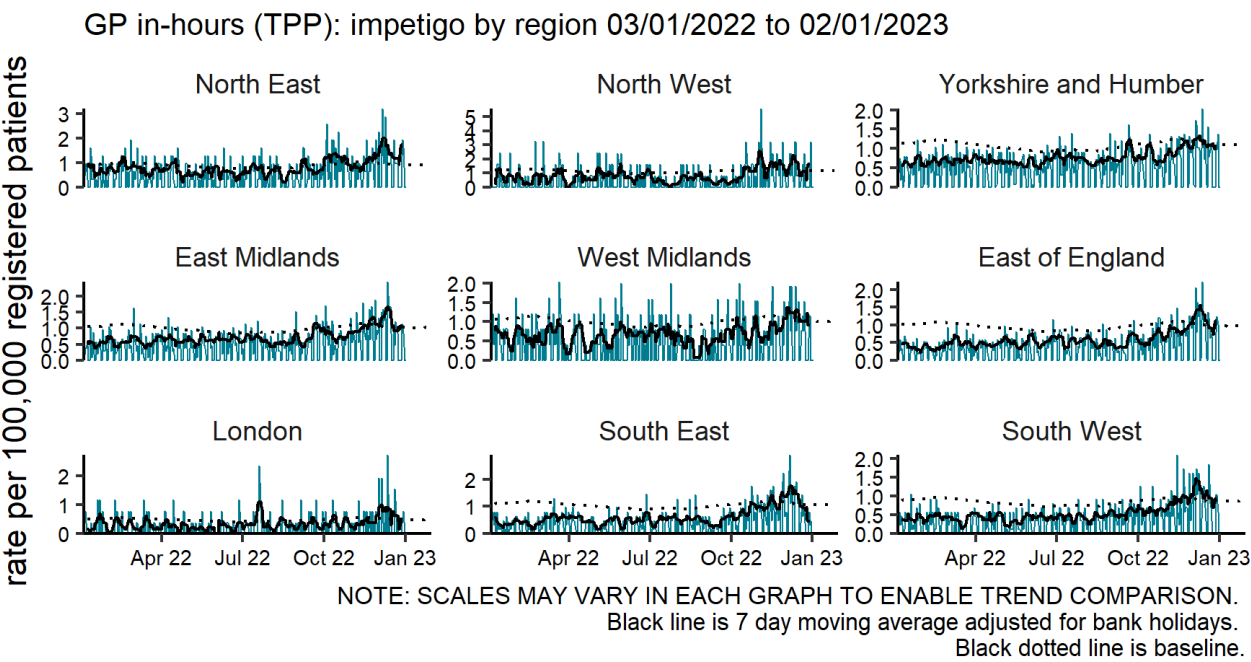 GP in-hours (TPP): impetigo by region 03/01/2022 to 02/01/2023
rate per 100,000 registered patients
North East
3
2
1
0
North West
5
4
3
2
1
0
Yorkshire and Humber
2.0
1.5
1.0
0.5
0.0
East Midlands
2.0
1.5
1.0
0.5
0.0
West Midlands
2.0
1.5
1.0
0.5
0.0
East of England
2.0
1.5
1.0
0.5
0.0
London
2
1
0
Apr 22 Jul 22 Oct 22 Jan 23
South East
2
1
0
Apr 22 Jul 22 Oct 22 Jan 23
South West
2.0
1.5
1.0
0.5
0.0
Apr 22 Jul 22 Oct 22 Jan 23
NOTE: SCALES MAY VARY IN EACH GRAPH TO ENABLE TREND COMPARISON.
Black line is 7 day moving average adjusted for bank holidays.
Black dotted line is baseline.